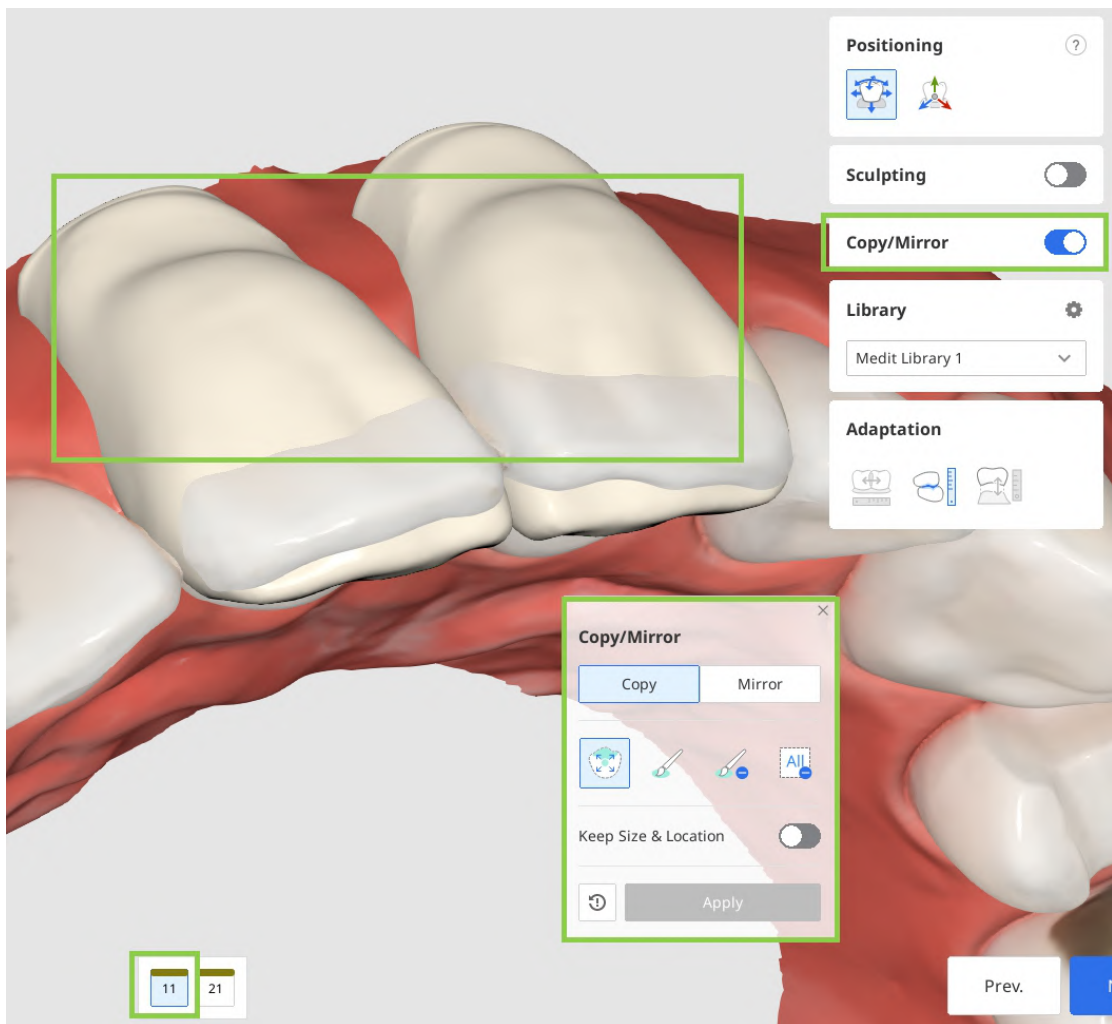 Positioning
?
Sculpting
Copy/Mirror
Library
Medit Library 1
Adaptation
Copy/Mirror
Copy Mirror
All
Keep Size & Location
Apply
11 21
Prev.